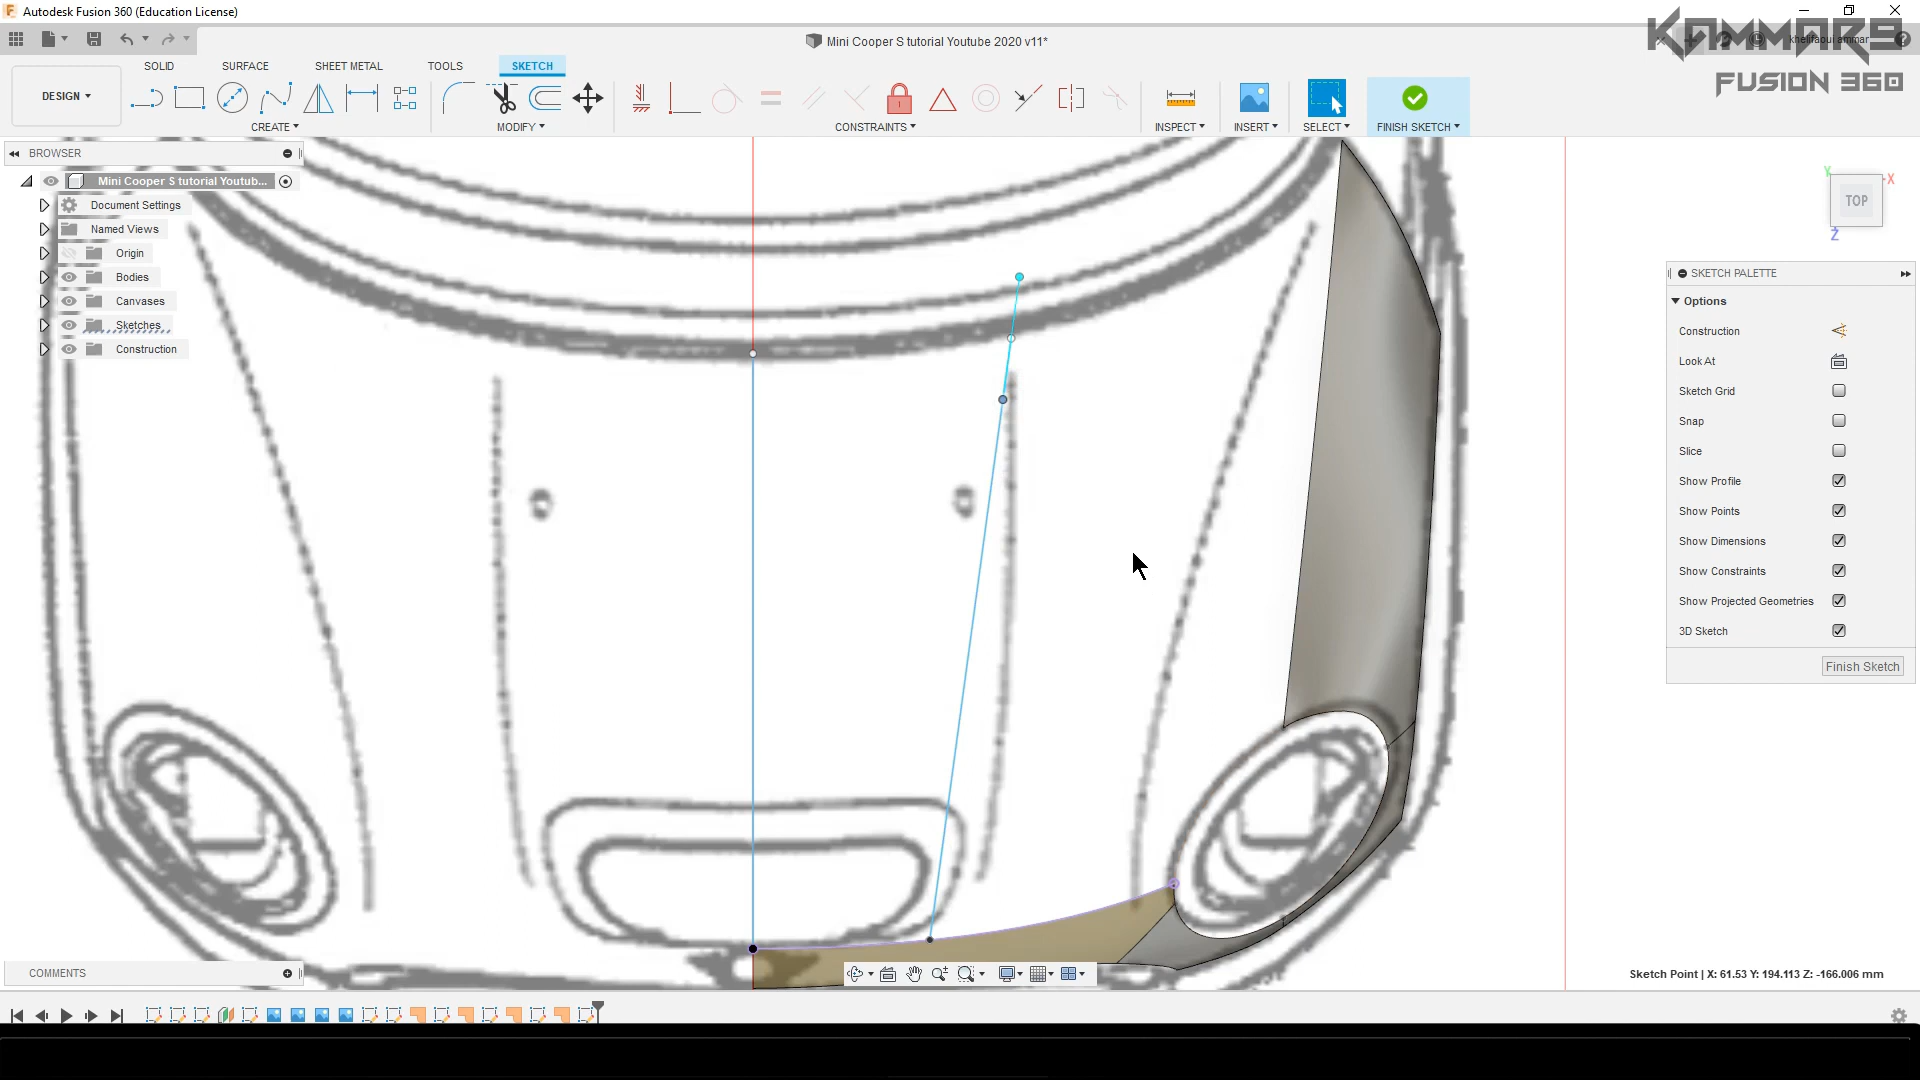 Autodesk Fusion 360 (Education License)
Mini Cooper S tutorial Youtube 2020 v11*
khelifaoui ammar
KAMMAR9
FUSION 360
SOLID
SURFACE
SHEET METAL
TOOLS
SKETCH
DESIGN
CREATE
MODIFY
CONSTRAINTS
INSPECT
INSERT
SELECT
FINISH SKETCH
BROWSER
Mini Cooper S tutorial Youtub...
Document Settings
Named Views
Origin
Bodies
Canvases
Sketches
Construction
Y
X
TOP
Z
SKETCH PALETTE
Options
Construction
Look At
Sketch Grid
Snap
Slice
Show Profile
Show Points
Show Dimensions
Show Constraints
Show Projected Geometries
3D Sketch
Finish Sketch
COMMENTS
Sketch Point | X: 61.53 Y: 194.113 Z: -166.006 mm